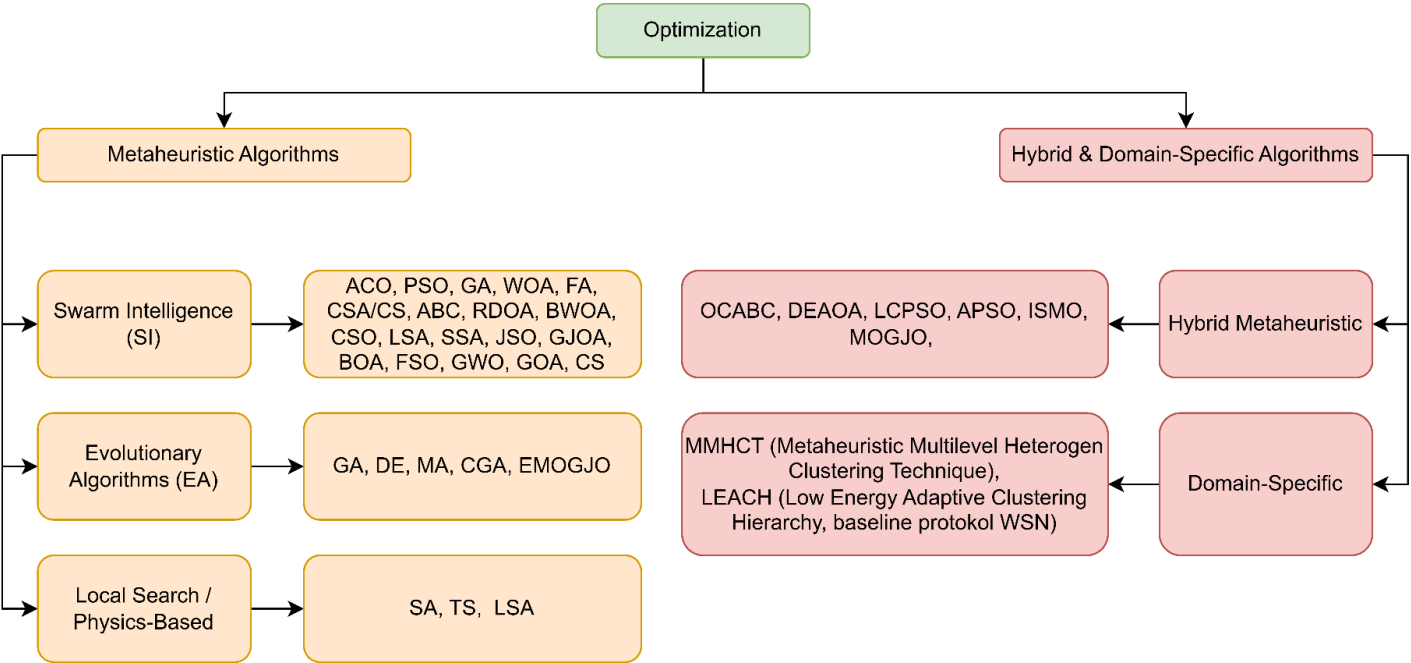 Optimization
Metaheuristic Algorithms
Hybrid & Domain-Specific Algorithms
Swarm Intelligence
(SI)
ACO, PSO, GA, WOA, FA,
CSA/CS, ABC, RDOA, BWOA,
CSO, LSA, SSA, JSO, GJOA,
BOA, FSO, GWO, GOA, CS
OCABC, DEAOA, LCPSO, APSO, ISMO,
MOGJO,
Hybrid Metaheuristic
Evolutionary
Algorithms (EA)
GA, DE, MA, CGA, EMOGJO
MMHCT (Metaheuristic Multilevel Heterogen
Clustering Technique),
LEACH (Low Energy Adaptive Clustering
Hierarchy, baseline protokol WSN)
Domain-Specific
Local Search /
Physics-Based
SA, TS, LSA